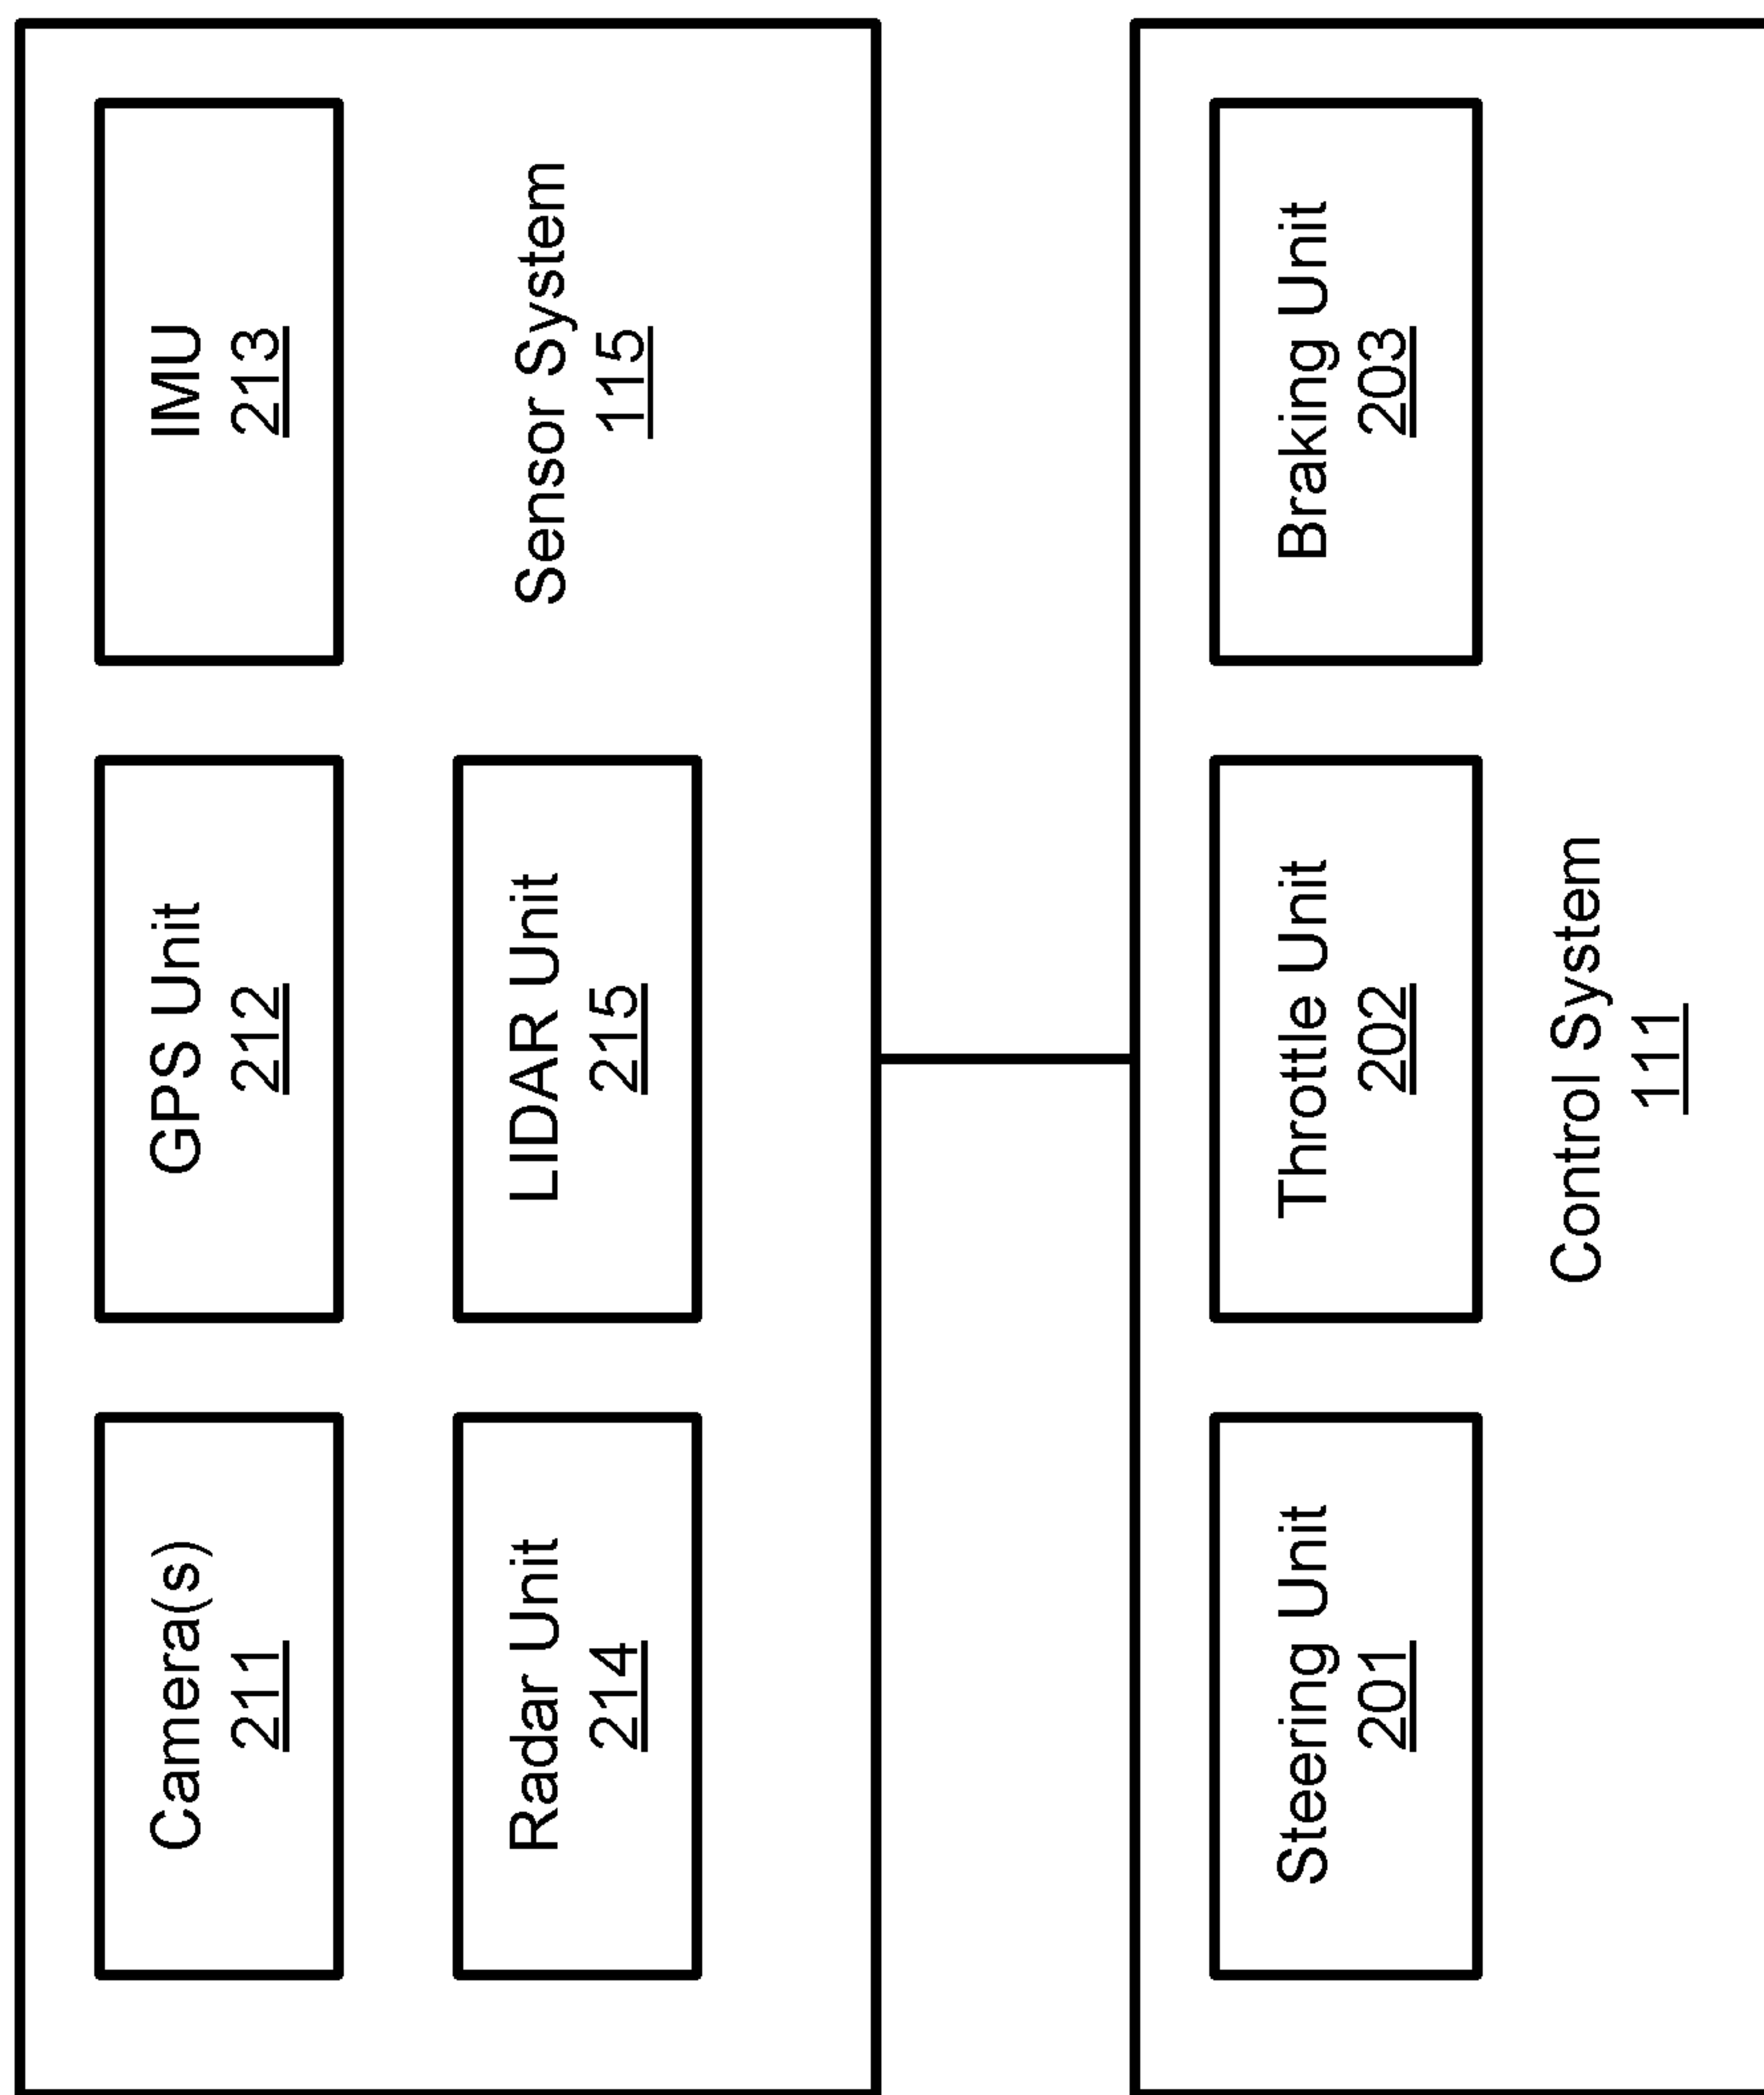 Camera(s)
211
GPS Unit
212
IMU
213
Radar Unit
214
LIDAR Unit
215
Sensor System
115
Steering Unit
201
Throttle Unit
202
Braking Unit
203
Control System
111